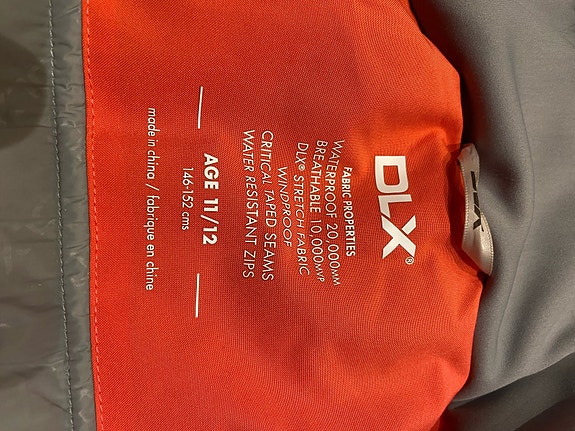 DLX®
FABRIC PROPERTIES
WATERPROOF 20,000MM
BREATHABLE 10,000MVP
DLX® STRETCH FABRIC
WINDPROOF
CRITICAL TAPED SEAMS
WATER RESISTANT ZIPS
AGE 11/12
146-152 cms
made in china / fabrique en chine